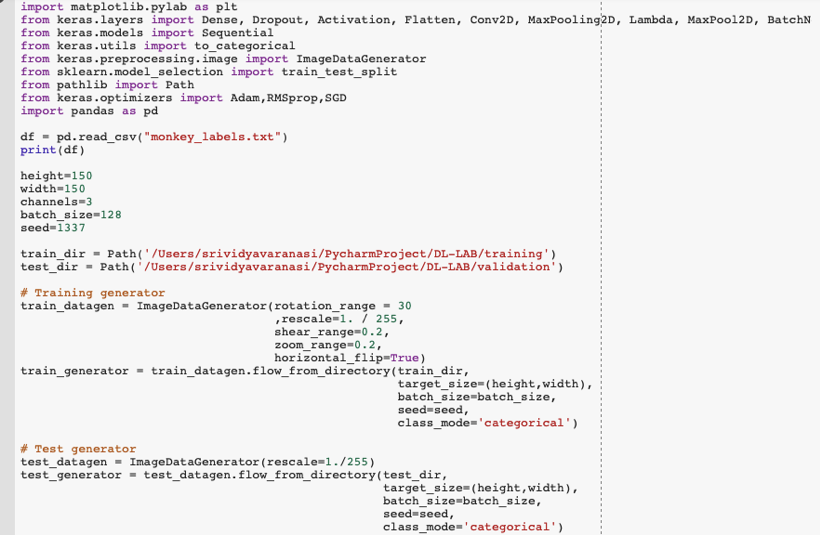 import matplotlib.pylab as plt
from keras.layers import Dense, Dropout, Activation, Flatten, Conv2D, MaxPooling2D, Lambda, MaxPool2D, BatchN
from keras.models import Sequential
from keras.utils import to_categorical
from keras.preprocessing.image import ImageDataGenerator
from sklearn.model_selection import train_test_split
from pathlib import Path
from keras.optimizers import Adam,RMSprop,SGD
import pandas as pd

df = pd.read_csv("monkey_labels.txt")
print(df)

height=150
width=150
channels=3
batch_size=128
seed=1337

train_dir = Path('/Users/srividyavaranasi/PycharmProject/DL-LAB/training')
test_dir = Path('/Users/srividyavaranasi/PycharmProject/DL-LAB/validation')

# Training generator
train_datagen = ImageDataGenerator(rotation_range = 30
                                   ,rescale=1. / 255,
                                   shear_range=0.2,
                                   zoom_range=0.2,
                                   horizontal_flip=True)
train_generator = train_datagen.flow_from_directory(train_dir,
                                                    target_size=(height,width),
                                                    batch_size=batch_size,
                                                    seed=seed,
                                                    class_mode='categorical')

# Test generator
test_datagen = ImageDataGenerator(rescale=1./255)
test_generator = test_datagen.flow_from_directory(test_dir,
                                                  target_size=(height,width),
                                                  batch_size=batch_size,
                                                  seed=seed,
                                                  class_mode='categorical')